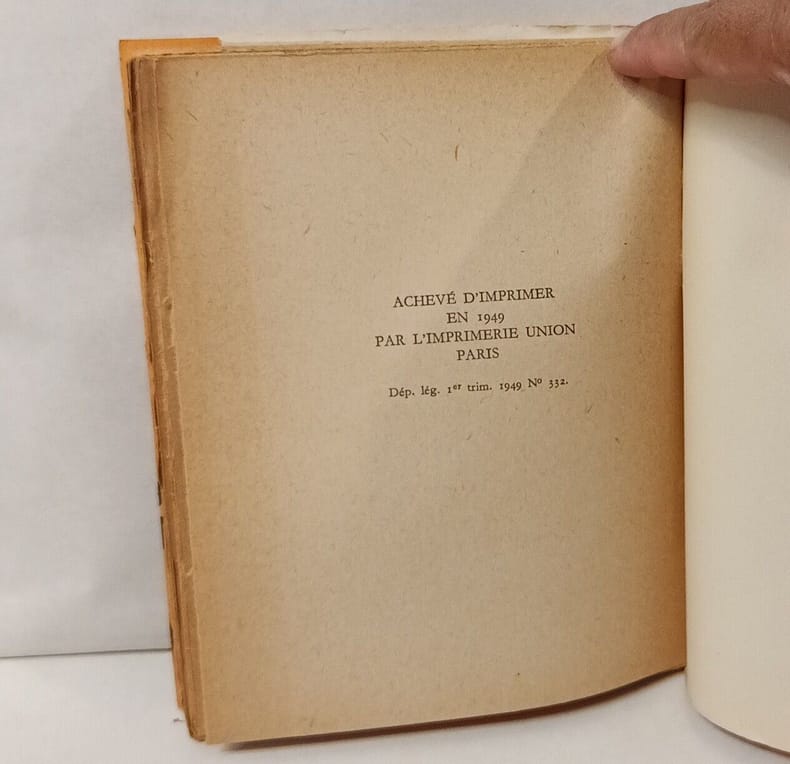 ACHEVÉ D'IMPRIMER
EN 1949
PAR L'IMPRIMERIE UNION
PARIS
Dép. lég. 1er trim. 1949 No 332.